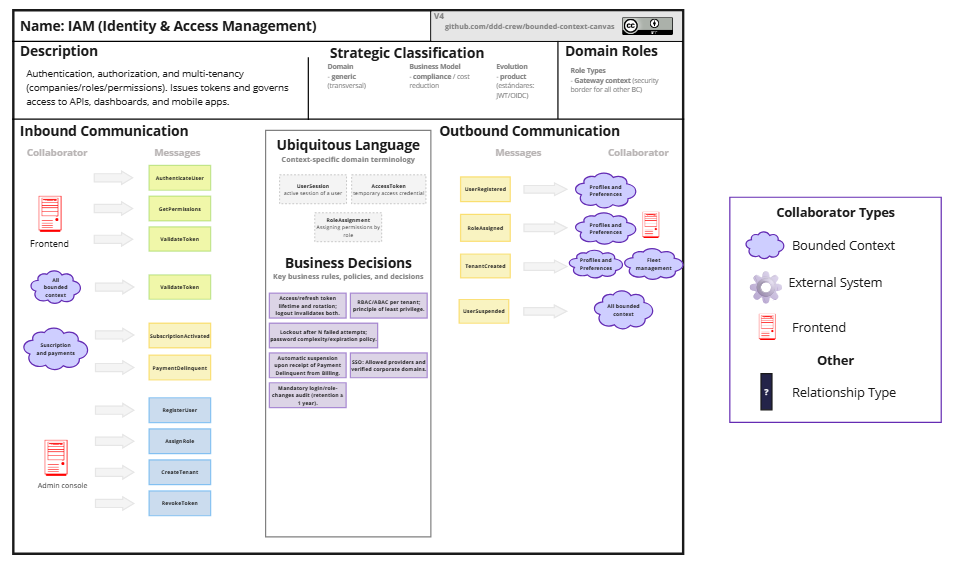 Name: IAM (Identity & Access Management)
V4
github.com/ddd-crew/bounded-context-canvas
Description
Authentication, authorization, and multi-tenancy
(companies/roles/permissions). Issues tokens and governs
access to APIs, dashboards, and mobile apps.
Strategic Classification
Domain
- generic
(transversal)
Business Model
- compliance / cost
reduction
Evolution
- product
(estándares:
JWT/OIDC)
Domain Roles
Role Types
- Gateway context (security
border for all other BC)
Inbound Communication
Collaborator
Messages
Frontend
AuthenticateUser
GetPermissions
ValidateToken
All
bounded
context
ValidateToken
Suscription
and payments
SubscriptionActivated
PaymentDelinquent
Admin console
RegisterUser
AssignRole
CreateTenant
RevokeToken
Ubiquitous Language
Context-specific domain terminology
UserSession
active session of a user
AccessToken
temporary access credential
RoleAssignment
Assigning permissions by
role
Business Decisions
Key business rules, policies, and decisions
Access/refresh token
lifetime and rotation;
logout invalidates both.
RBAC/ABAC per tenant;
principle of least privilege.
Lockout after N failed attempts;
password complexity/expiration policy.
Automatic suspension
upon receipt of Payment
Delinquent from Billing.
SSO: Allowed providers and
verified corporate domains.
Mandatory login/role-
changes audit (retention ≥
1 year).
Outbound Communication
Messages
Collaborator
UserRegistered
Profiles and
Preferences
RoleAssigned
Profiles and
Preferences
TenantCreated
Profiles and
Preferences
Fleet
management
UserSuspended
All bounded
context
Collaborator Types
Bounded Context
External System
Frontend
Other
?
Relationship Type